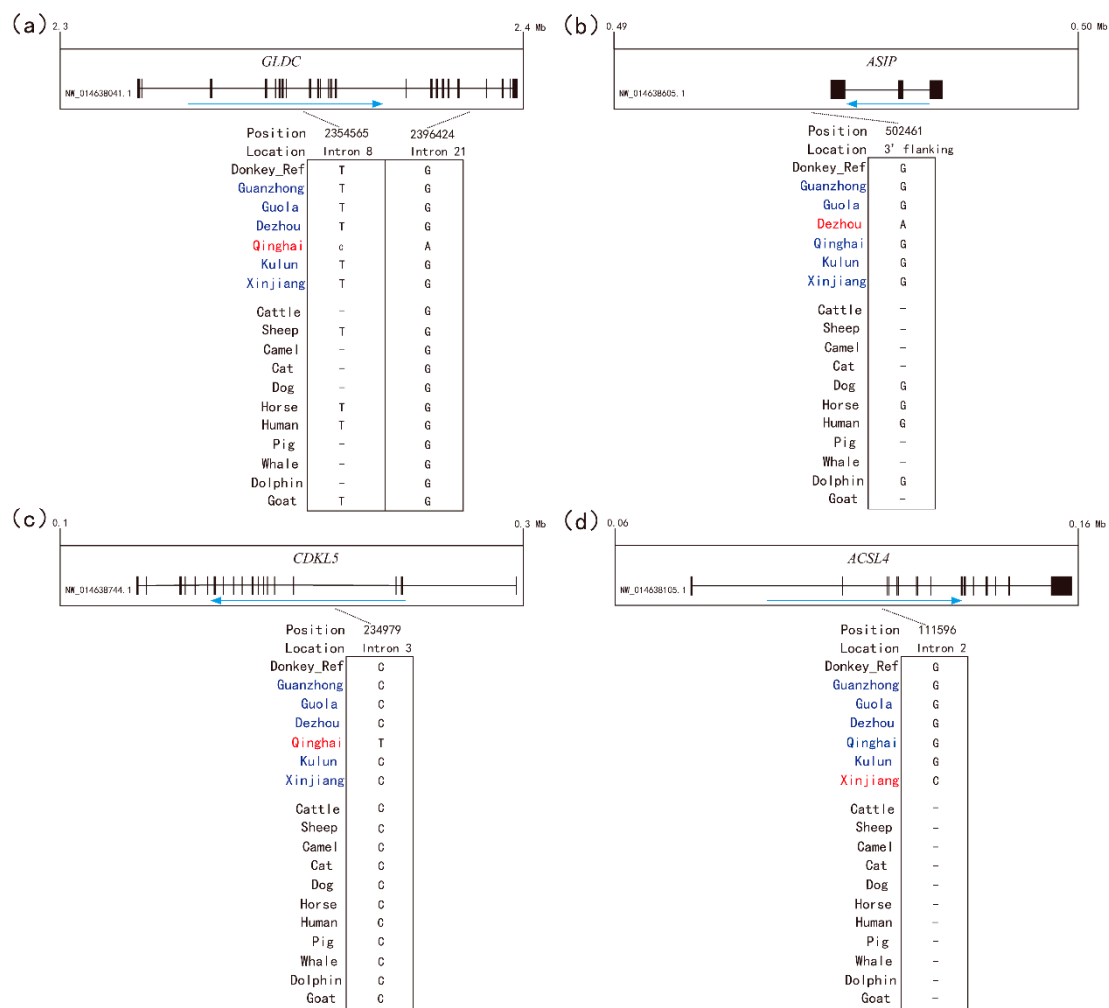 (a)
2.3
2.4 Mb
GLDC
NW_014638041.1
Position 2354565 2396424
Location Intron 8 Intron 21
Donkey_Ref T G
Guanzhong T G
Guola T G
Dezhou T G
Qinghai c A
Kulun T G
Xinjiang T G
Cattle - G
Sheep T G
Camel - G
Cat - G
Dog - G
Horse T G
Human T G
Pig - G
Whale - G
Dolphin - G
Goat T G
(b)
0.49
0.50 Mb
ASIP
NW_014638605.1
Position 502461
Location 3' flanking
Donkey_Ref G
Guanzhong G
Guola G
Dezhou A
Qinghai G
Kulun G
Xinjiang G
Cattle -
Sheep -
Camel -
Cat -
Dog G
Horse G
Human G
Pig -
Whale -
Dolphin G
Goat -
(c)
0.1
0.3 Mb
CDKL5
NW_014638744.1
Position 234979
Location Intron 3
Donkey_Ref C
Guanzhong C
Guola C
Dezhou C
Qinghai T
Kulun C
Xinjiang C
Cattle C
Sheep C
Camel C
Cat C
Dog C
Horse C
Human C
Pig C
Whale C
Dolphin C
Goat C
(d)
0.06
0.16 Mb
ACSL4
NW_014638105.1
Position 111596
Location Intron 2
Donkey_Ref G
Guanzhong G
Guola G
Dezhou G
Qinghai G
Kulun G
Xinjiang C
Cattle -
Sheep -
Camel -
Cat -
Dog -
Horse -
Human -
Pig -
Whale -
Dolphin -
Goat -